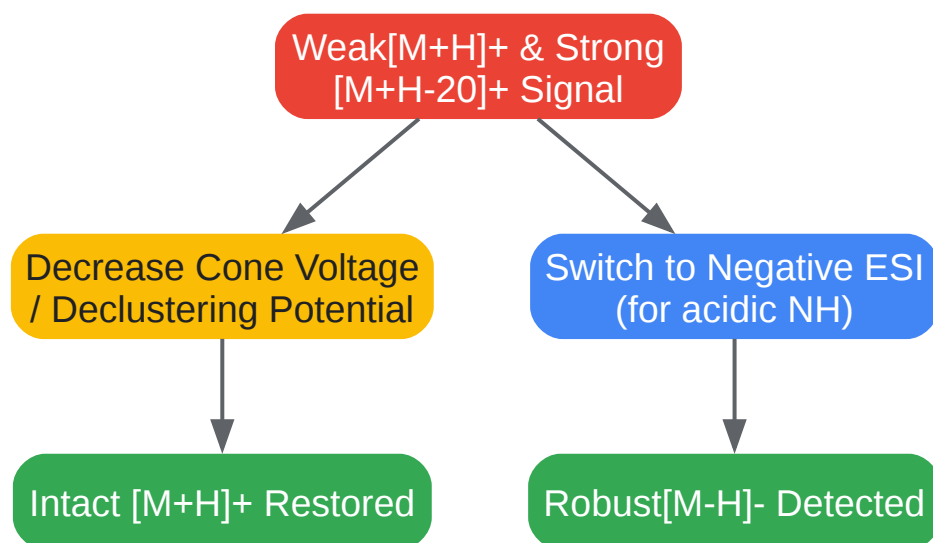 Weak[M+H]+ & Strong
[M+H-20]+ Signal
Decrease Cone Voltage
/ Declustering Potential
Switch to Negative ESI
(for acidic NH)
Intact [M+H]+ Restored
Robust[M-H]- Detected